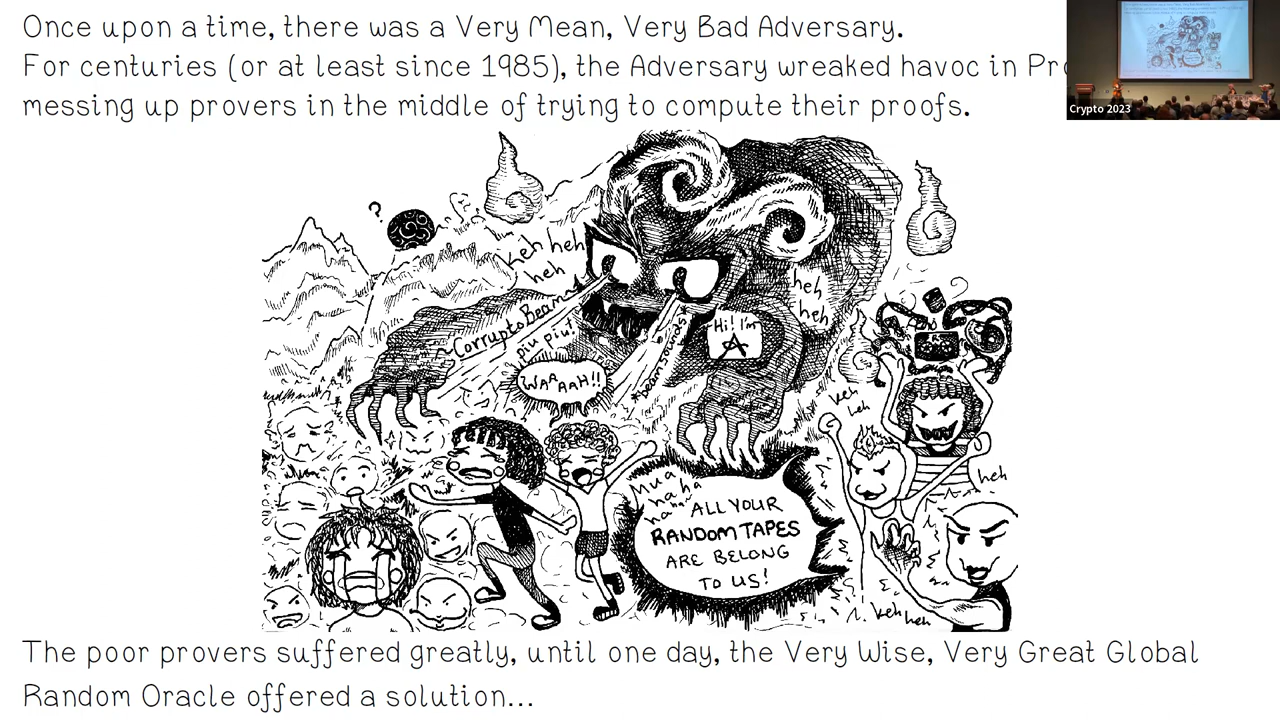 Once upon a time, there was a Very Mean, Very Bad Adversary.
For centuries (or at least since 1985), the Adversary wreaked havoc in
messing up provers in the middle of trying to compute their proofs.
Crypto 2023
?
keh heh
heh
~CorruptoBeam~
piu piu!
*beam sounds*
WAAAAAH!!
heh
heh
Hi! I'm
A
keh
heh
heh
mua
ha ha
ALL YOUR
RANDOM TAPES
ARE BELONG
TO US!
keh heh
The poor provers suffered greatly, until one day, the Very Wise, Very Great Global
Random Oracle offered a solution...